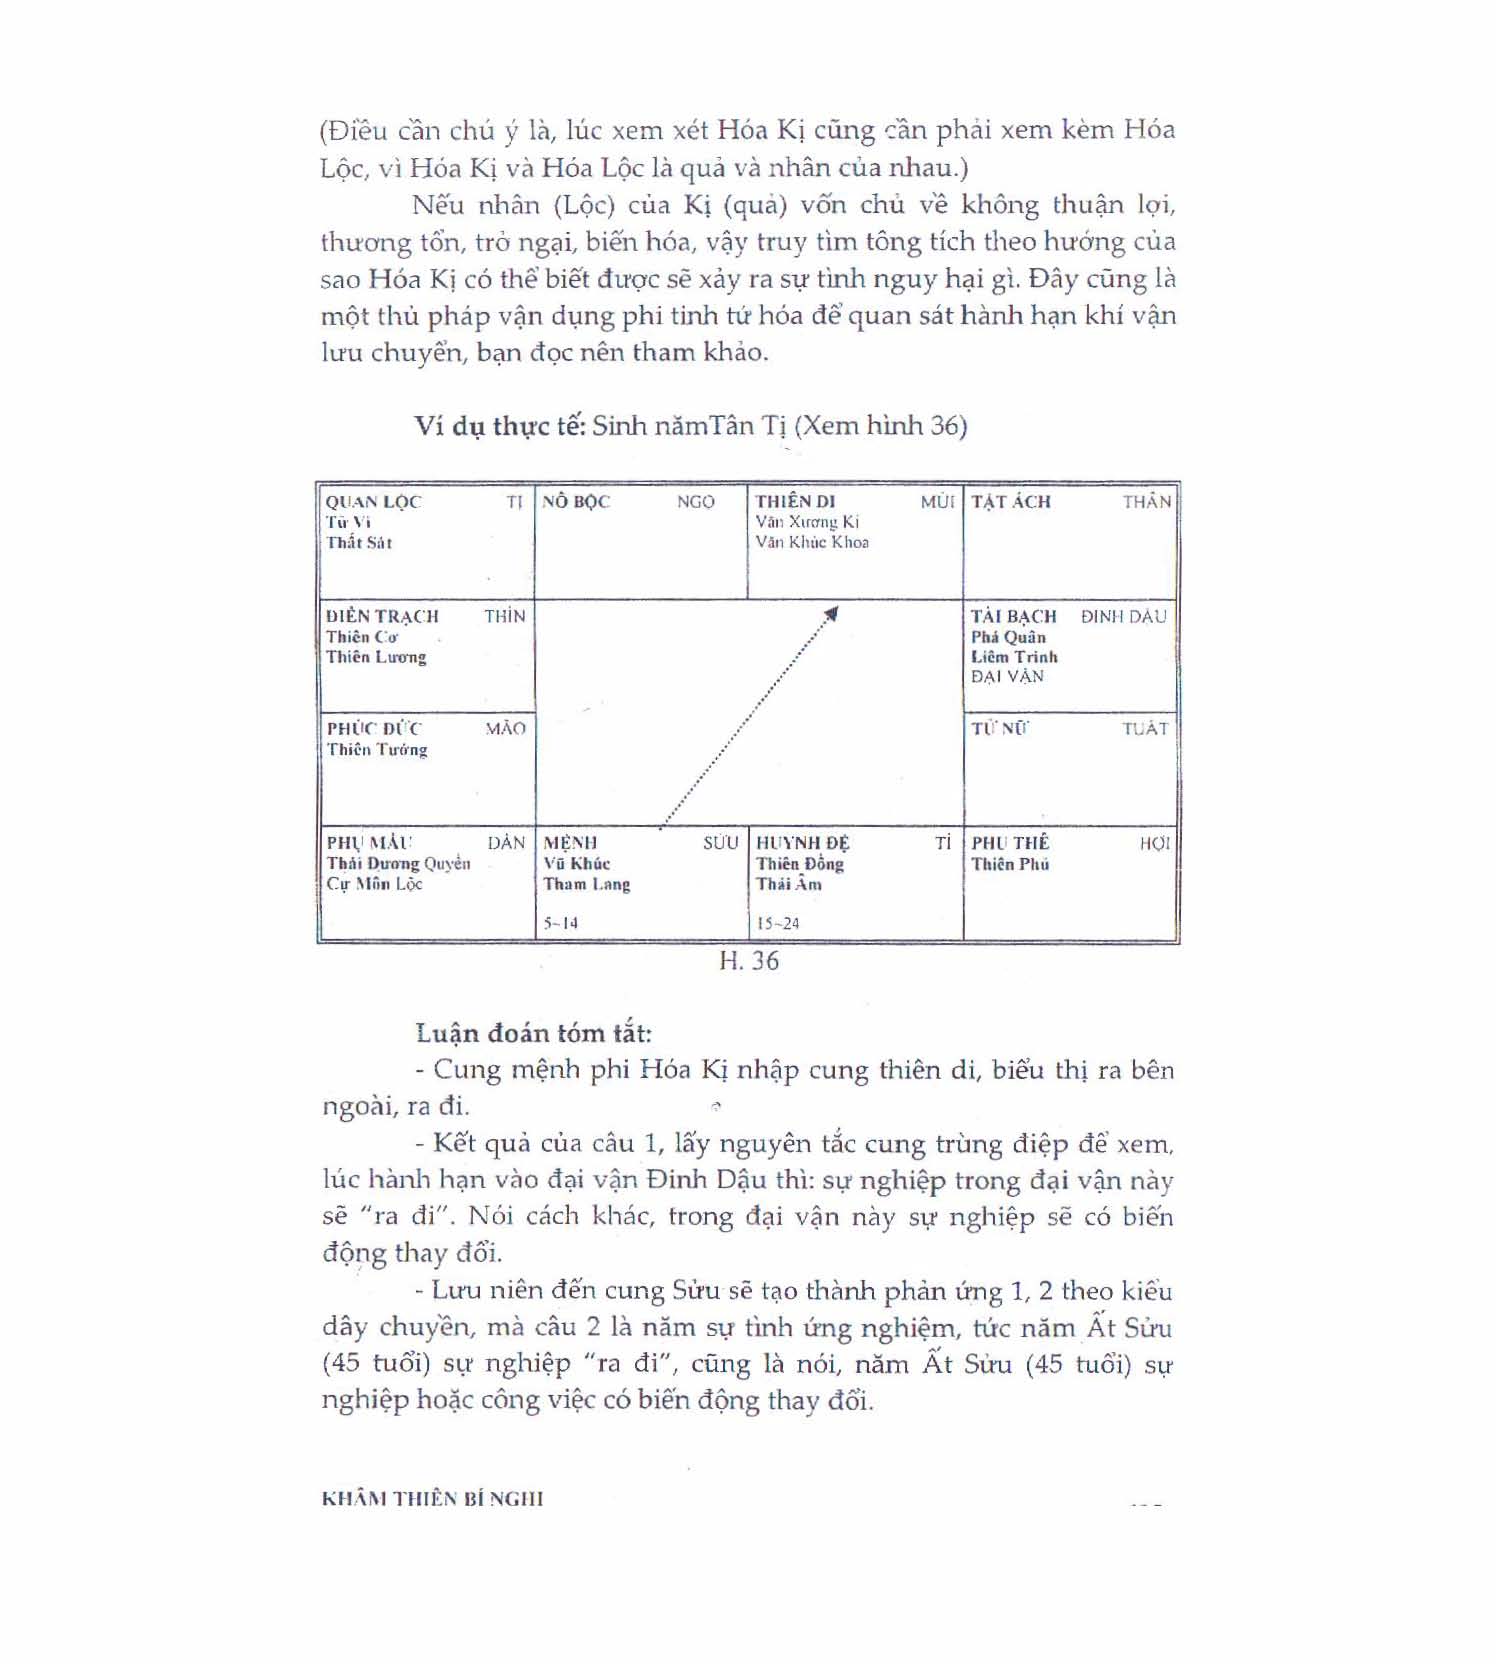 (Điều cần chú ý là, lúc xem xét Hóa Kị cũng cần phải xem kèm Hóa
Lộc, vì Hóa Kị và Hóa Lộc là quả và nhân của nhau.)
Nếu nhân (Lộc) của Kị (quả) vốn chủ về không thuận lợi,
thương tổn, trở ngại, biến hóa, vậy truy tìm tông tích theo hướng của
sao Hóa Kị có thể biết được sẽ xảy ra sự tình nguy hại gì. Đây cũng là
một thủ pháp vận dụng phi tinh tứ hóa để quan sát hành hạn khí vận
lưu chuyển, bạn đọc nên tham khảo.
Ví dụ thực tế: Sinh nămTân Tị (Xem hình 36)
QUAN LỘC TỊ
Tử Vi
Thất Sát
NÔ BỘC NGỌ
THIÊN DI MÙI
Văn Xương Kị
Văn Khúc Khoa
TẬT ÁCH THÂN
ĐIỀN TRẠCH THÌN
Thiên Cơ
Thiên Lương
TÀI BẠCH ĐINH DẬU
Phá Quân
Liêm Trinh
ĐẠI VẬN
PHÚC ĐỨC MÃO
Thiên Tướng
TỬ NỮ TUẤT
PHỤ MẪU DẦN
Thái Dương Quyền
Cự Môn Lộc
MỆNH SỬU
Vũ Khúc
Tham Lang
5~14
HUYNH ĐỆ TÍ
Thiên Đồng
Thái Âm
15~24
PHU THÊ HỢI
Thiên Phủ
H. 36
Luận đoán tóm tắt:
- Cung mệnh phi Hóa Kị nhập cung thiên di, biểu thị ra bên
ngoài, ra đi.
- Kết quả của câu 1, lấy nguyên tắc cung trùng điệp để xem,
lúc hành hạn vào đại vận Đinh Dậu thì: sự nghiệp trong đại vận này
sẽ "ra đi". Nói cách khác, trong đại vận này sự nghiệp sẽ có biến
động thay đổi.
- Lưu niên đến cung Sửu sẽ tạo thành phản ứng 1, 2 theo kiểu
dây chuyền, mà câu 2 là năm sự tình ứng nghiệm, tức năm Ất Sửu
(45 tuổi) sự nghiệp "ra đi", cũng là nói, năm Ất Sửu (45 tuổi) sự
nghiệp hoặc công việc có biến động thay đổi.
KHÂM THIÊN BÍ NGHI